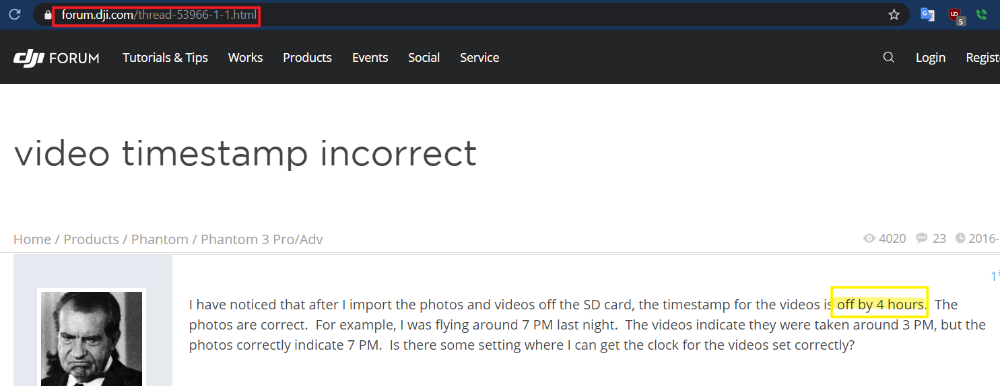 forum.dji.com/thread-53966-1-1.html
5
dji FORUM Tutorials & Tips Works Products Events Social Service Login Regist
video timestamp incorrect
Home / Products / Phantom / Phantom 3 Pro/Adv 4020 23 2016-
I have noticed that after I import the photos and videos off the SD card, the timestamp for the videos is off by 4 hours. The
photos are correct. For example, I was flying around 7 PM last night. The videos indicate they were taken around 3 PM, but the
photos correctly indicate 7 PM. Is there some setting where I can get the clock for the videos set correctly?